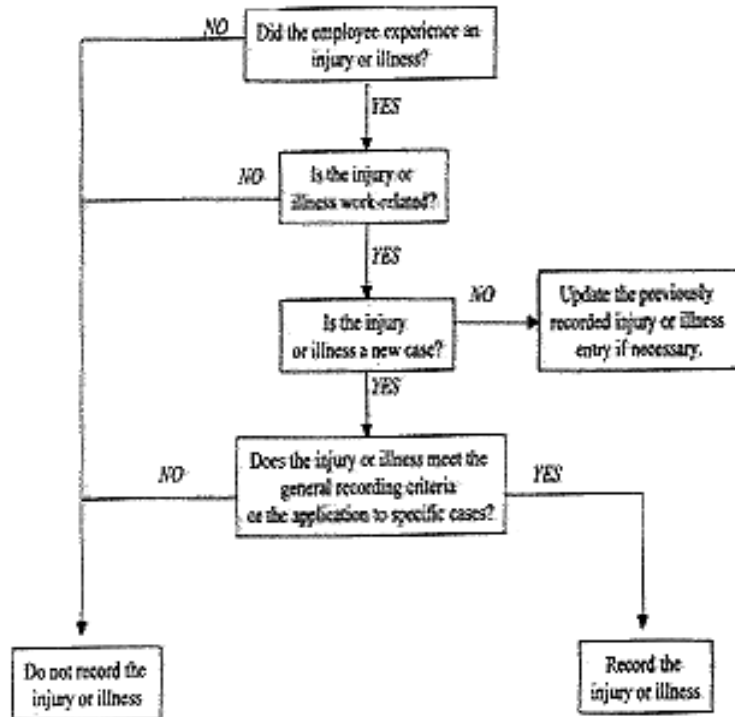 NO
Did the employee experience an
injury or illness?
YES
NO
Is the injury or
illness work-related?
YES
Is the injury
or illness a new case?
NO
Update the previously
recorded injury or illness
entry if necessary.
YES
NO
Does the injury or illness meet the
general recording criteria
or the application to specific cases?
YES
Do not record the
injury or illness
Record the
injury or illness.